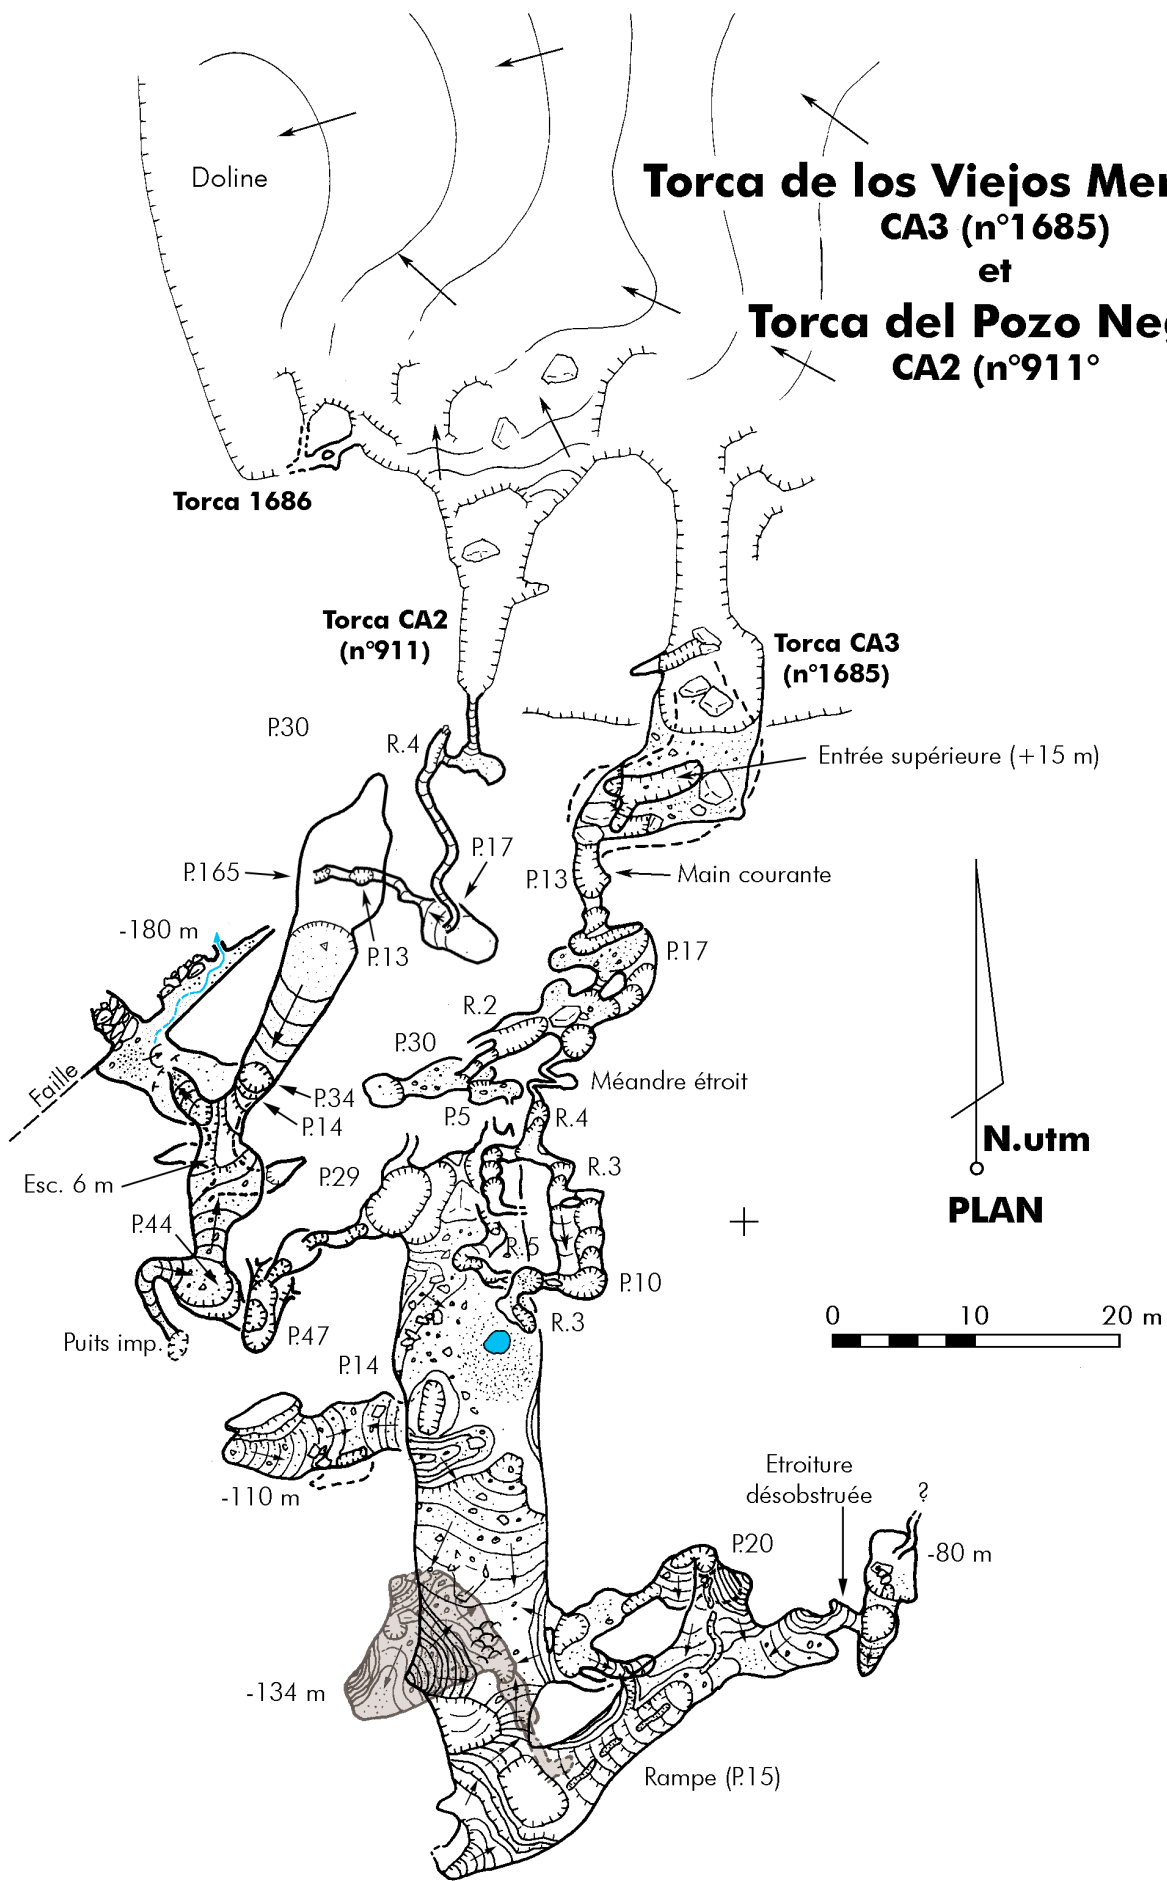 Doline
Torca de los Viejos Mer
CA3 (n°1685)
et
Torca del Pozo Neg
CA2 (n°911°
Torca 1686
Torca CA2
(n°911)
Torca CA3
(n°1685)
P.30
R.4
Entrée supérieure (+15 m)
P.17
P.165
P.13
Main courante
-180 m
P.13
P.17
R.2
P.30
Méandre étroit
Faille
P.34
P.5
R.4
P.14
N.utm
Esc. 6 m
P.29
R.3
PLAN
P.44
R.5
P.10
0 10 20 m
R.3
Puits imp.
P.47
P.14
Etroiture
désobstruée
?
-110 m
P.20
-80 m
-134 m
Rampe (P.15)